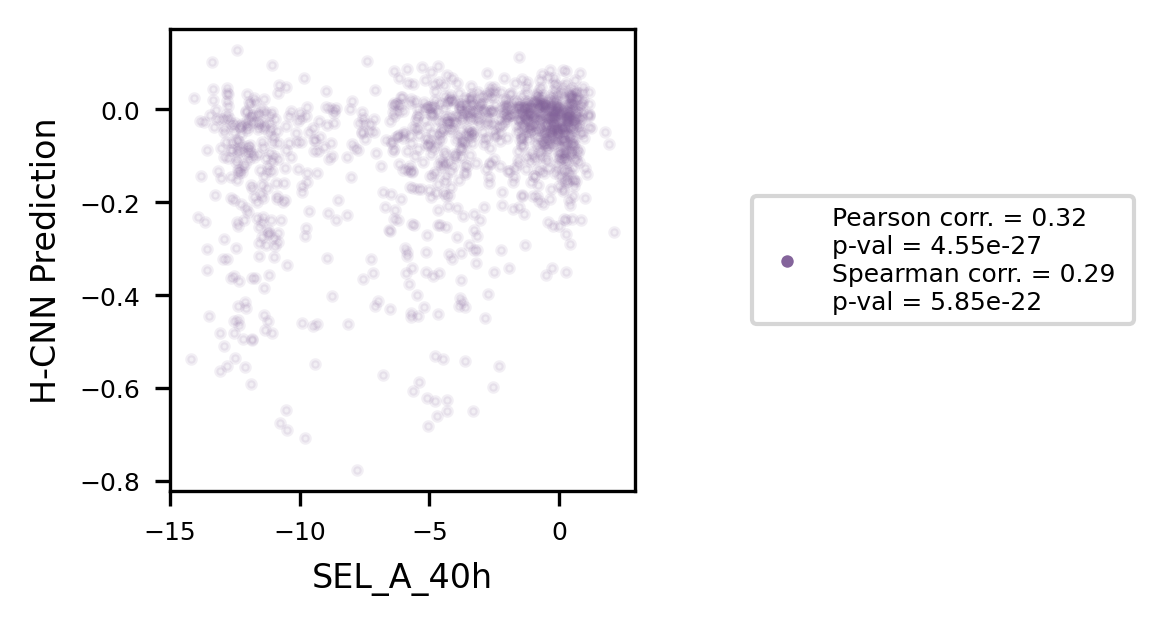 0.0
−0.2
−0.4
−0.6
−0.8
H-CNN Prediction
−15
−10
−5
0
SEL_A_40h
Pearson corr. = 0.32
p-val = 4.55e-27
Spearman corr. = 0.29
p-val = 5.85e-22